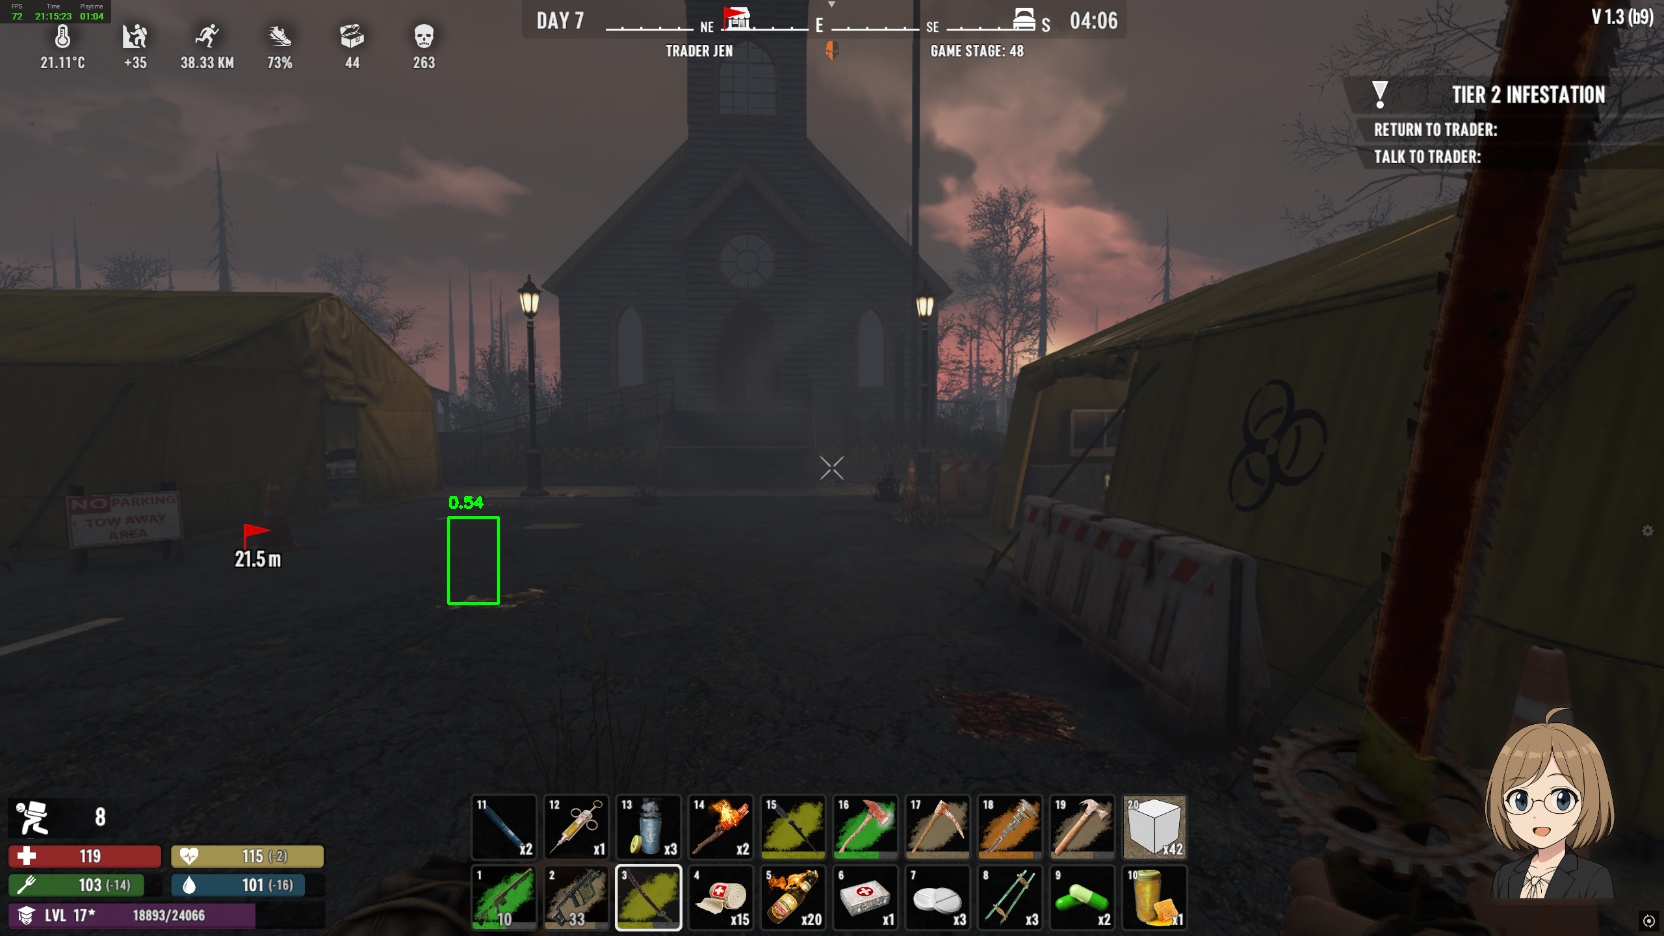 FPS Time Playtime
72 21:15:23 01:04
21.11°C +35 38.33 KM 73% 44 263
DAY 7 NE E SE S 04:06
TRADER JEN GAME STAGE: 48
V 1.3 (b9)
TIER 2 INFESTATION
RETURN TO TRADER:
TALK TO TRADER:
NO PARKING
TOW AWAY
AREA
21.5 m
0.54
8
119 115 (-2)
103 (-14) 101 (-16)
LVL 17* 18893/24066
11 x2 12 x1 13 x3 14 x2 15 16 17 18 19 20 x42
1 10 2 33 3 4 x15 5 x20 6 x1 7 x3 8 x3 9 x2 10 x1